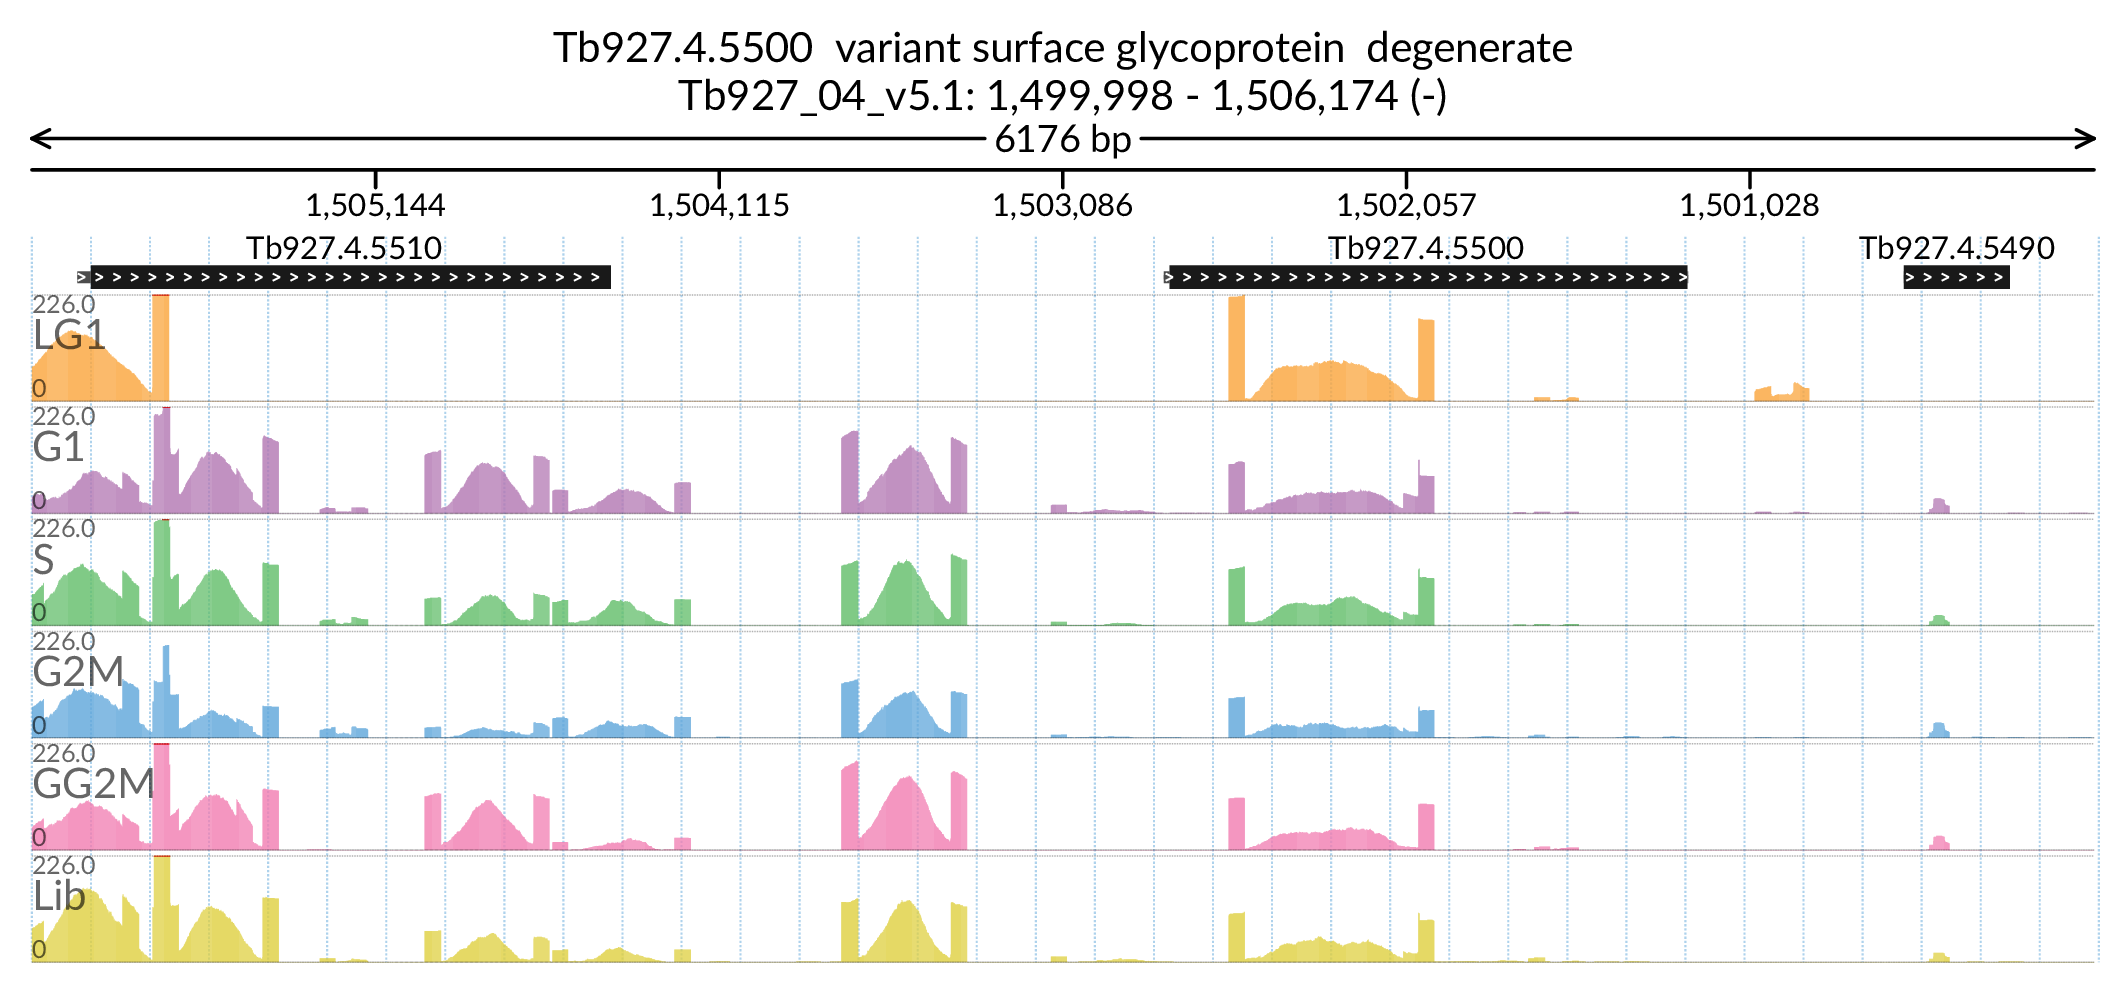 Tb927.4.5500 variant surface glycoprotein degenerate
Tb927_04_v5.1: 1,499,998 - 1,506,174 (-)
6176 bp
1,505,144 1,504,115 1,503,086 1,502,057 1,501,028
Tb927.4.5510 Tb927.4.5500 Tb927.4.5490
226.0
LG1
0
226.0
G1
0
226.0
S
0
226.0
G2M
0
226.0
GG2M
0
226.0
Lib
0